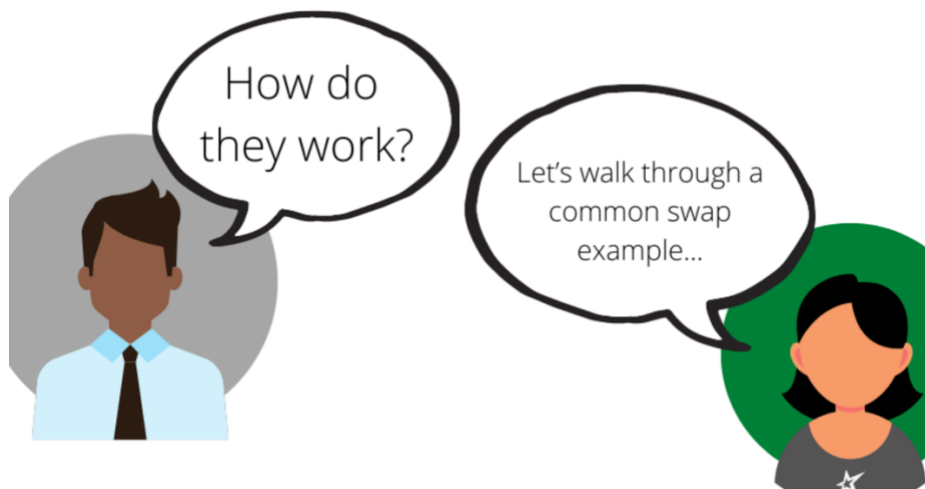 How do
they work?
Let's walk through a
common swap
example...